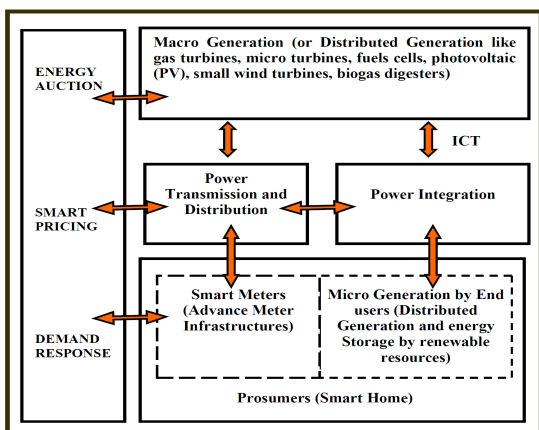 ENERGY
AUCTION
SMART
PRICING
DEMAND
RESPONSE
Macro Generation (or Distributed Generation like
gas turbines, micro turbines, fuels cells, photovoltaic
(PV), small wind turbines, biogas digesters)
ICT
Power
Transmission and
Distribution
Power Integration
Smart Meters
(Advance Meter
Infrastructures)
Micro Generation by End
users (Distributed
Generation and energy
Storage by renewable
resources)
Prosumers (Smart Home)